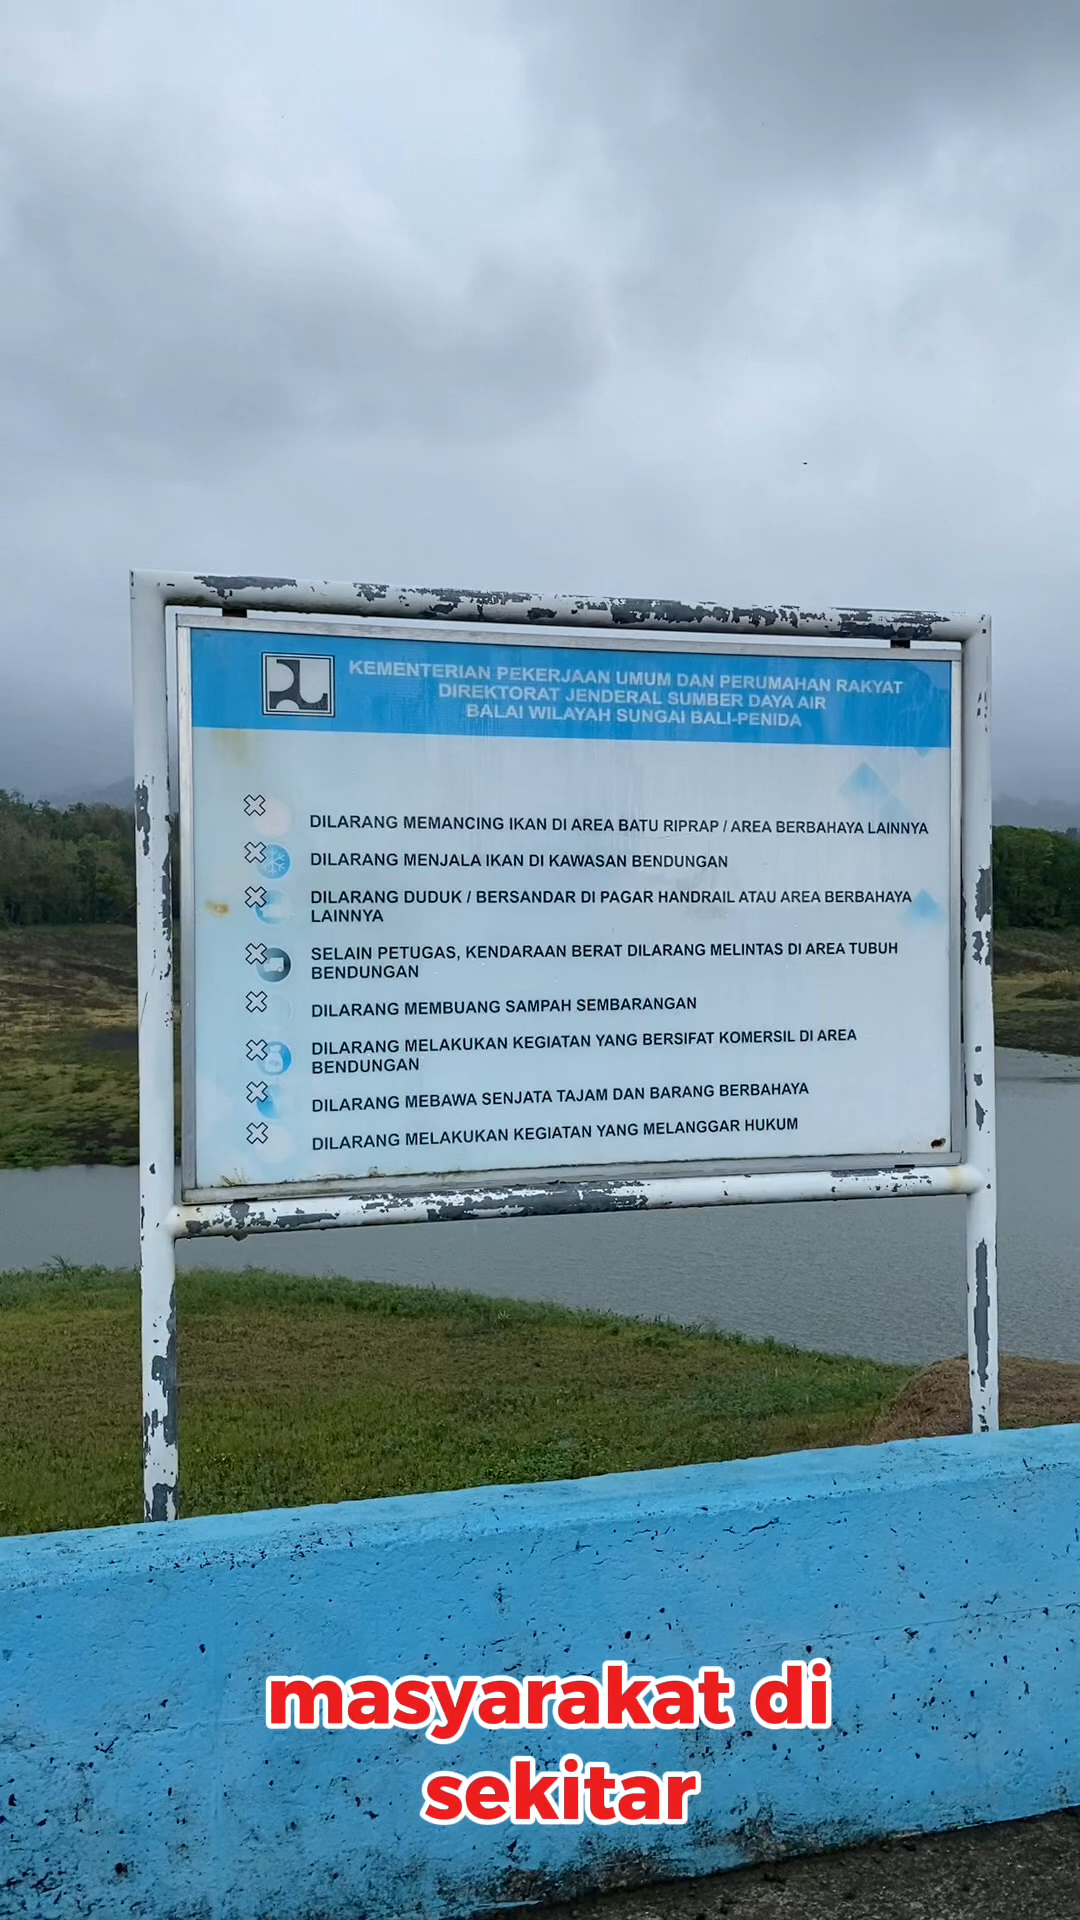 KEMENTERIAN PEKERJAAN UMUM DAN PERUMAHAN RAKYAT
DIREKTORAT JENDERAL SUMBER DAYA AIR
BALAI WILAYAH SUNGAI BALI-PENIDA
DILARANG MEMANCING IKAN DI AREA BATU RIPRAP / AREA BERBAHAYA LAINNYA
DILARANG MENJALA IKAN DI KAWASAN BENDUNGAN
DILARANG DUDUK / BERSANDAR DI PAGAR HANDRAIL ATAU AREA BERBAHAYA
LAINNYA
SELAIN PETUGAS, KENDARAAN BERAT DILARANG MELINTAS DI AREA TUBUH
BENDUNGAN
DILARANG MEMBUANG SAMPAH SEMBARANGAN
DILARANG MELAKUKAN KEGIATAN YANG BERSIFAT KOMERSIL DI AREA
BENDUNGAN
DILARANG MEBAWA SENJATA TAJAM DAN BARANG BERBAHAYA
DILARANG MELAKUKAN KEGIATAN YANG MELANGGAR HUKUM
masyarakat di
sekitar